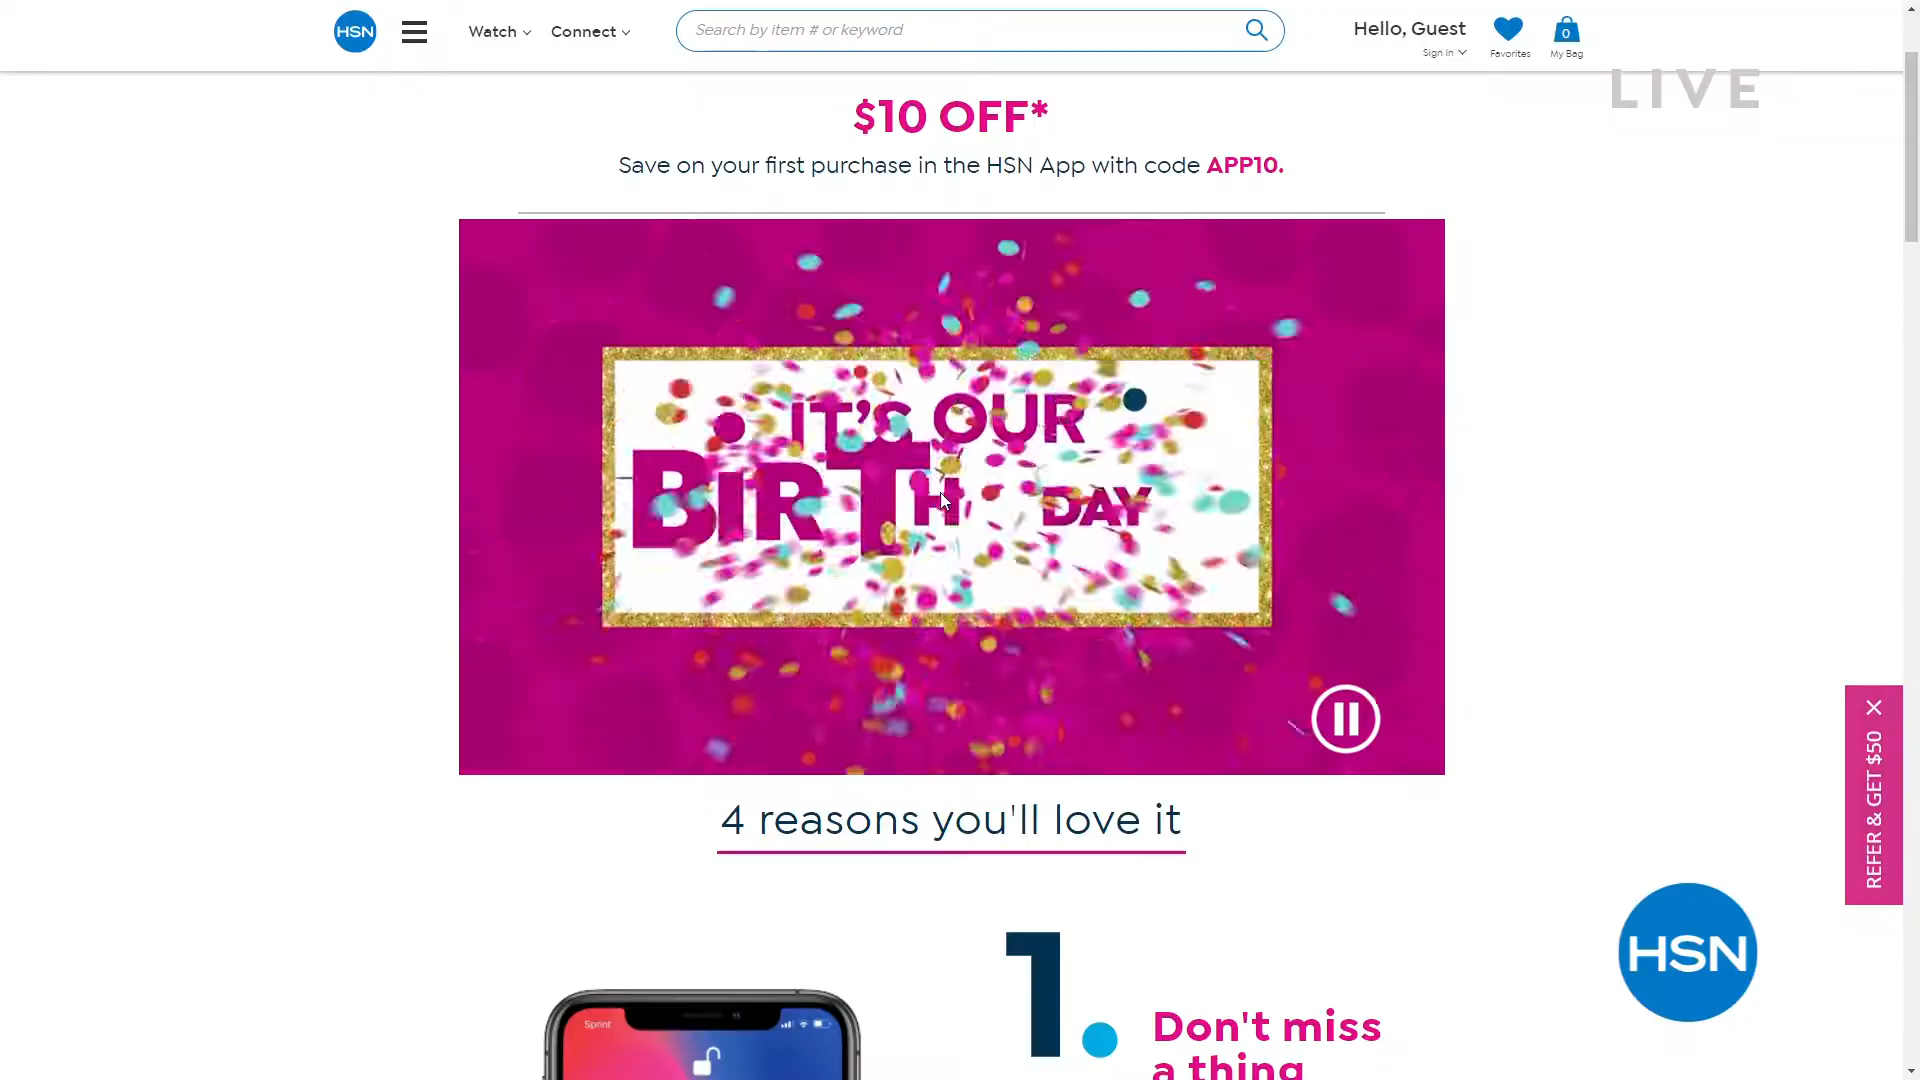 HSN
Watch
Connect
Search by item # or keyword
Hello, Guest
Sign In
Favorites
0
My Bag
LIVE
$10 OFF*
Save on your first purchase in the HSN App with code APP10.
IT'S OUR
BiRTH DAY
4 reasons you'll love it
REFER & GET $50
HSN
1.
Sprint
Don't miss
a thing